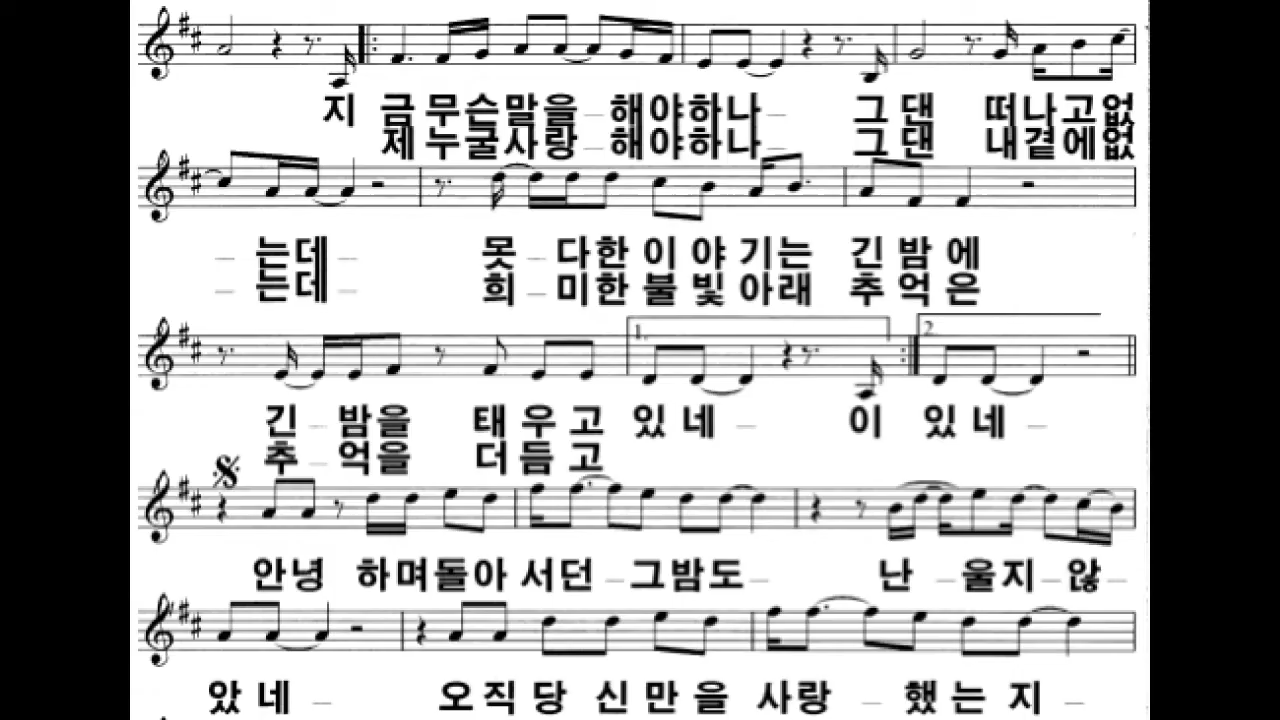 지 금무슨말을 해야하나 그댄 떠나고없
제누굴사랑 해야하나 그댄 내곁에없
는데 못 다한이야기는 긴밤에
든데 희 미한불빛아래 추억은
1. 2.
긴 밤을 태우고 있네 이 있네
추 억을 더듬고
안녕 하며돌아서던 그밤도 난 울지 않
았네 오직당신만을 사랑 했는지